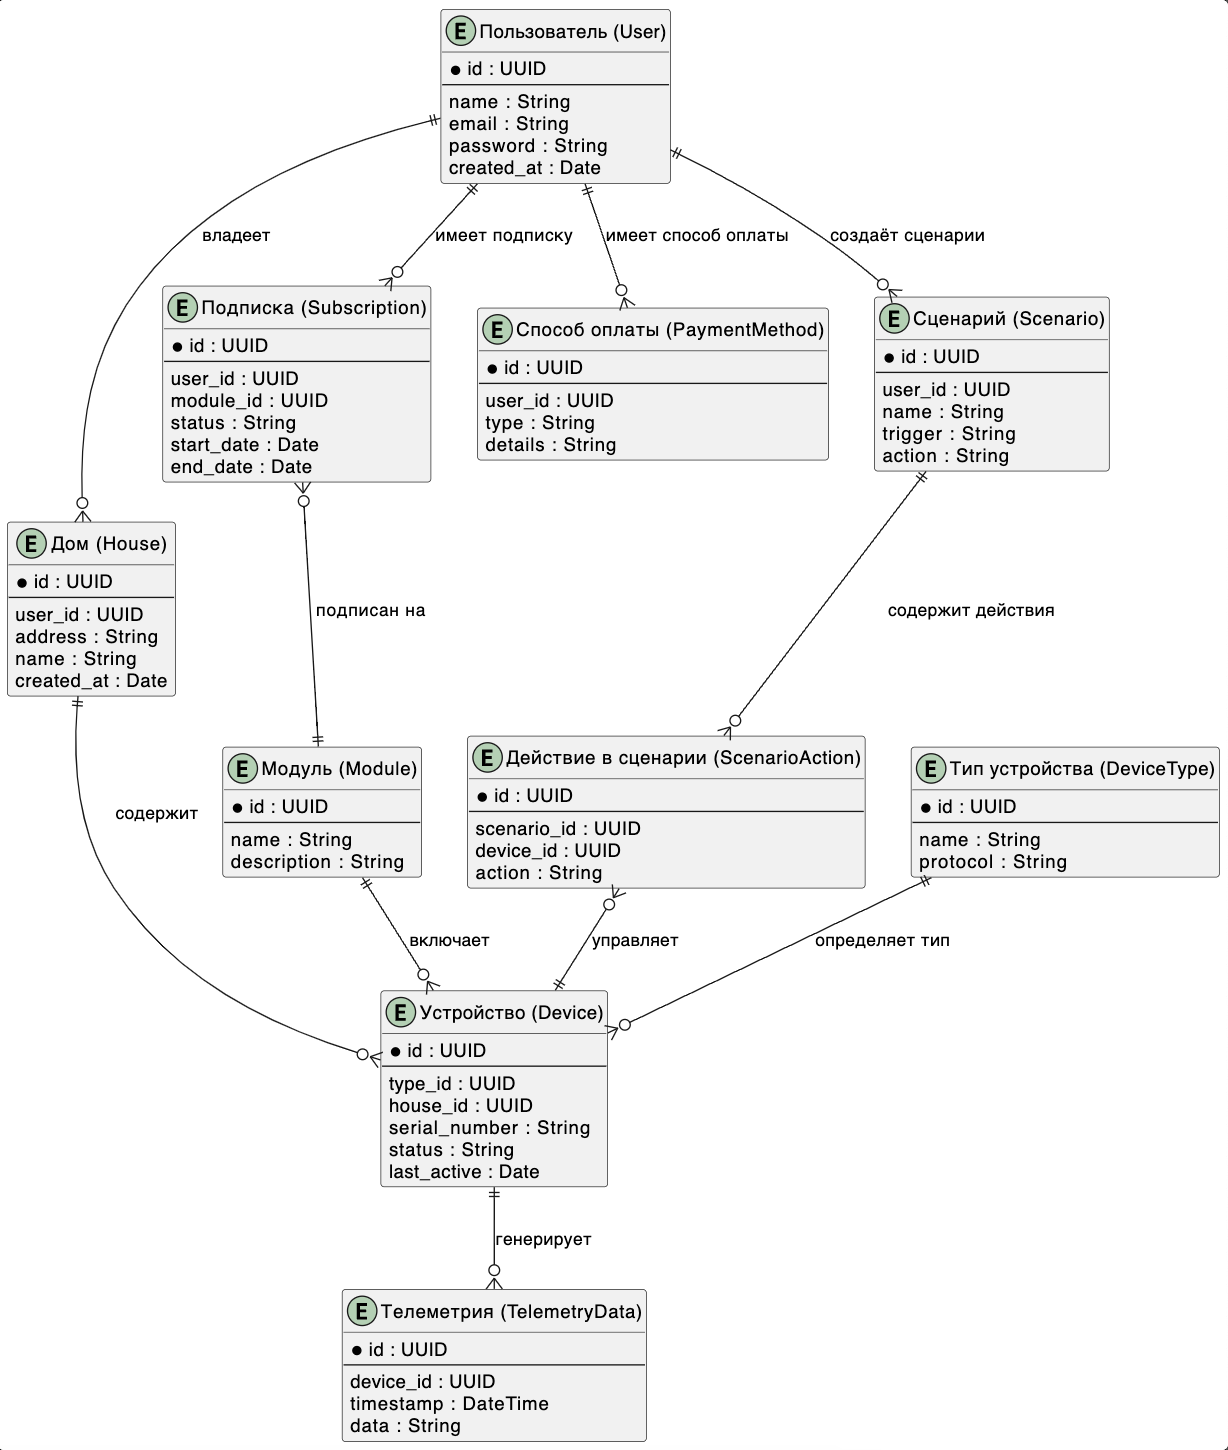 E Пользователь (User)
id : UUID
name : String
email : String
password : String
created_at : Date
владеет
имеет подписку
имеет способ оплаты
создаёт сценарии
E Подписка (Subscription)
id : UUID
user_id : UUID
module_id : UUID
status : String
start_date : Date
end_date : Date
E Способ оплаты (PaymentMethod)
id : UUID
user_id : UUID
type : String
details : String
E Сценарий (Scenario)
id : UUID
user_id : UUID
name : String
trigger : String
action : String
E Дом (House)
id : UUID
user_id : UUID
address : String
name : String
created_at : Date
подписан на
содержит действия
содержит
E Модуль (Module)
id : UUID
name : String
description : String
E Действие в сценарии (ScenarioAction)
id : UUID
scenario_id : UUID
device_id : UUID
action : String
E Тип устройства (DeviceType)
id : UUID
name : String
protocol : String
включает
управляет
определяет тип
E Устройство (Device)
id : UUID
type_id : UUID
house_id : UUID
serial_number : String
status : String
last_active : Date
генерирует
E Телеметрия (TelemetryData)
id : UUID
device_id : UUID
timestamp : DateTime
data : String